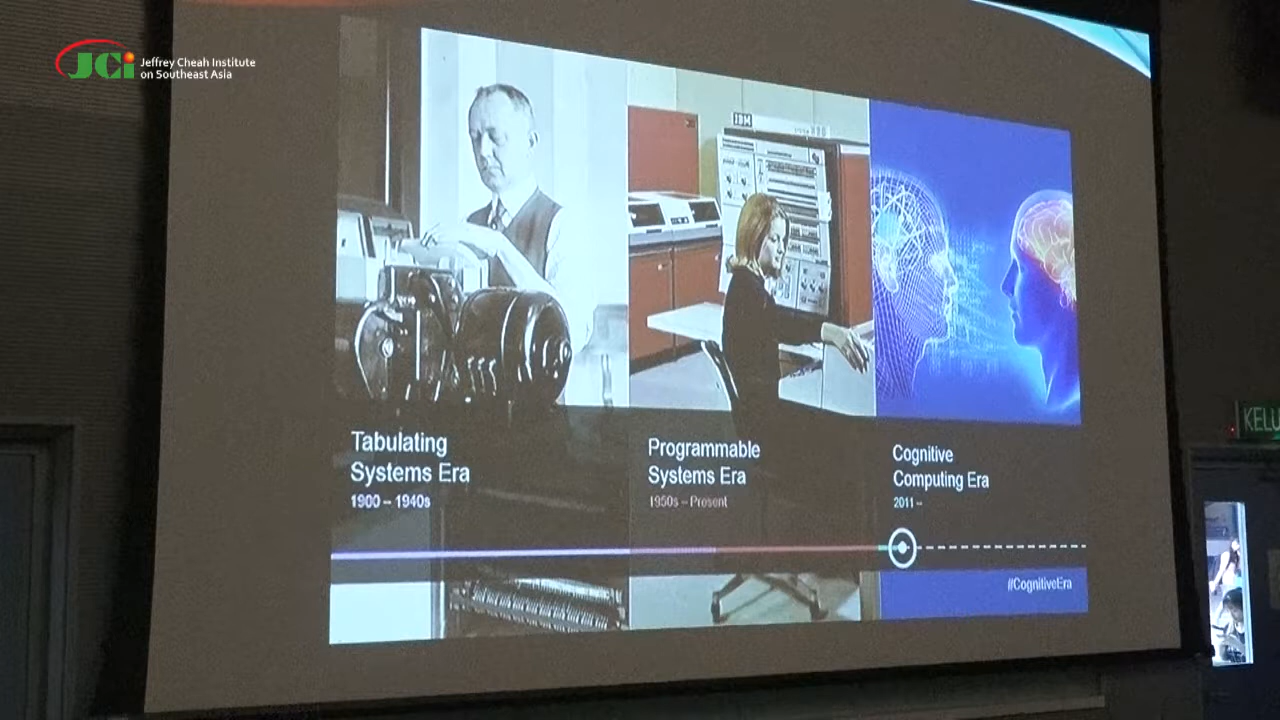 JCi Jeffrey Cheah Institute
on Southeast Asia
IBM
Tabulating
Systems Era
1900 – 1940s
Programmable
Systems Era
1950s – Present
Cognitive
Computing Era
2011 –
#CognitiveEra